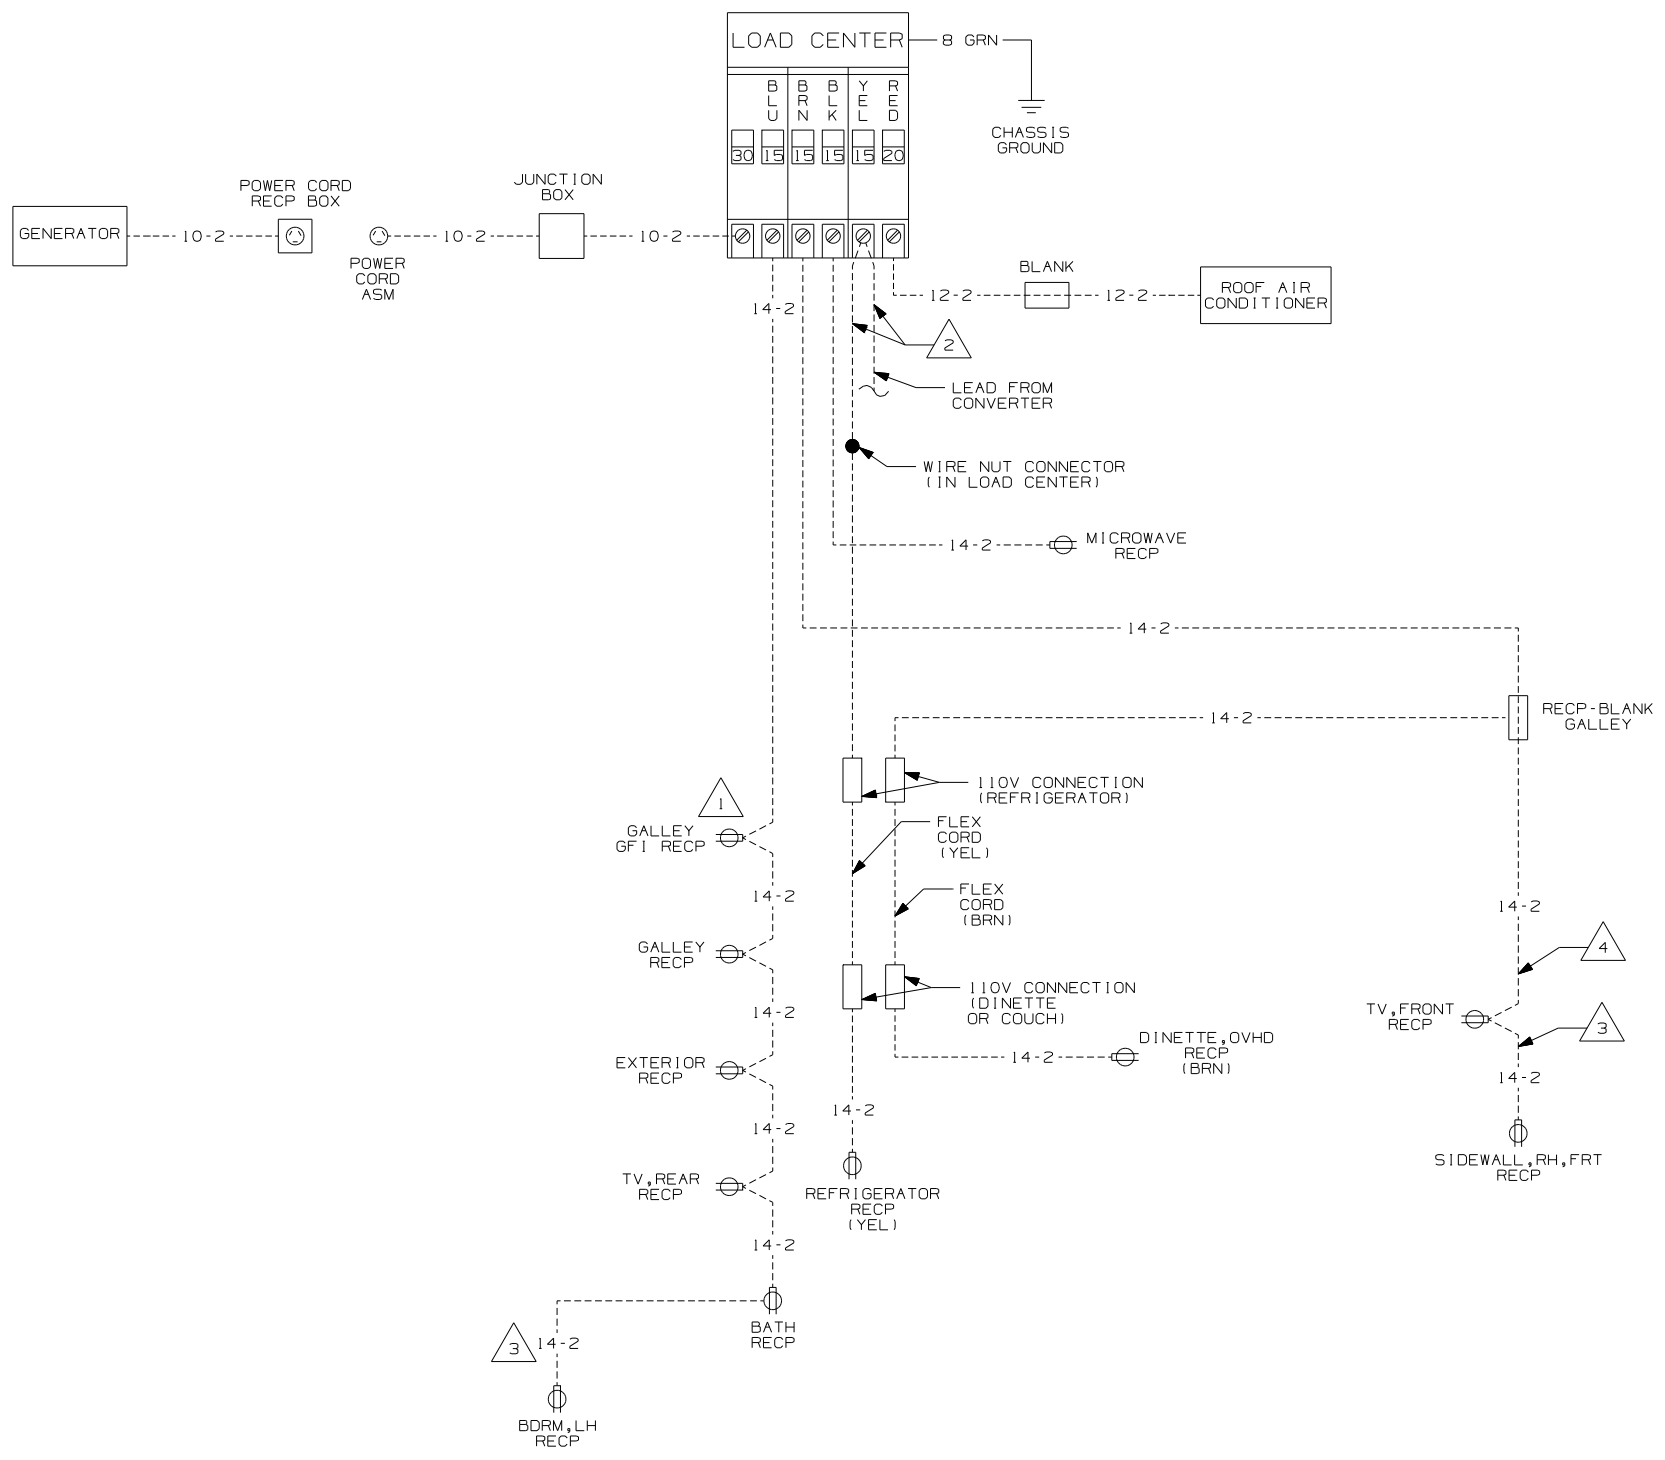 LOAD CENTER
8 GRN
BLU
BRN
BLK
YEL
RED
30
15
15
15
15
20
CHASSIS
GROUND
GENERATOR
10-2
POWER CORD
RECP BOX
POWER
CORD
ASM
10-2
JUNCTION
BOX
10-2
14-2
12-2
BLANK
12-2
ROOF AIR
CONDITIONER
2
LEAD FROM
CONVERTER
WIRE NUT CONNECTOR
(IN LOAD CENTER)
14-2
MICROWAVE
RECP
14-2
14-2
RECP-BLANK
GALLEY
110V CONNECTION
(REFRIGERATOR)
1
GALLEY
GFI RECP
FLEX
CORD
(YEL)
14-2
FLEX
CORD
(BRN)
14-2
GALLEY
RECP
4
110V CONNECTION
(DINETTE
OR COUCH)
14-2
TV,FRONT
RECP
3
EXTERIOR
RECP
14-2
DINETTE,OVHD
RECP
(BRN)
14-2
14-2
14-2
TV,REAR
RECP
REFRIGERATOR
RECP
(YEL)
SIDEWALL,RH,FRT
RECP
14-2
BATH
RECP
3
14-2
BDRM,LH
RECP